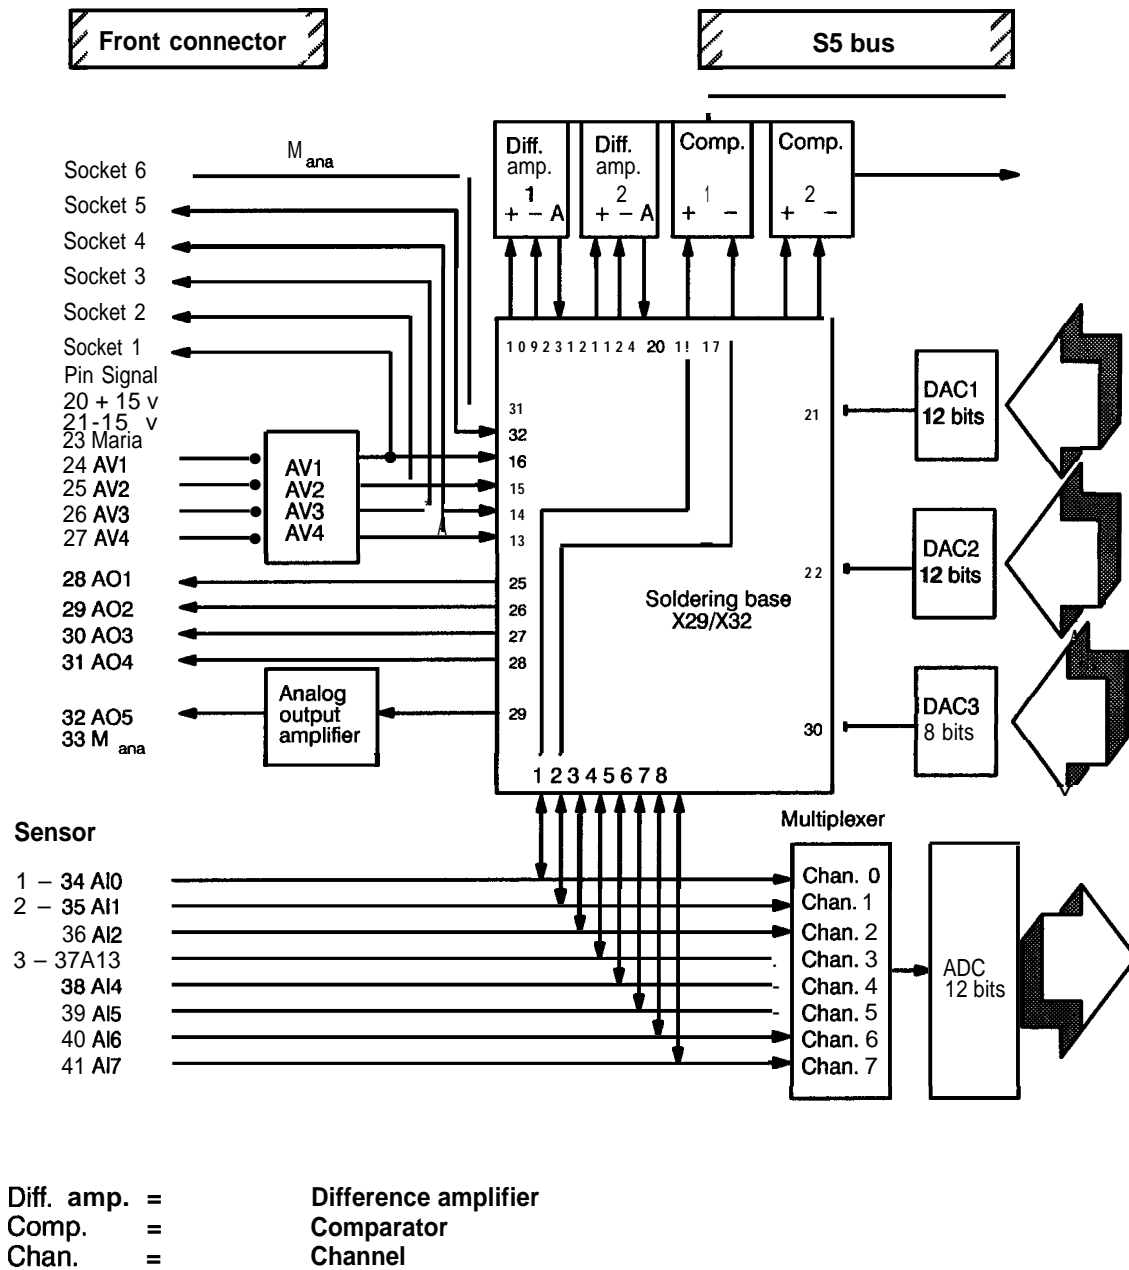 Front connector
S5 bus
M ana
Diff. amp. 1 + − A
Diff. amp. 2 + − A
Comp. 1 + −
Comp. 2 + −
Socket 6
Socket 5
Socket 4
Socket 3
Socket 2
Socket 1
Pin Signal
20 + 15 v
21-15 v
23 Maria
24 AV1
25 AV2
26 AV3
27 AV4
AV1
AV2
AV3
AV4
28 AO1
29 AO2
30 AO3
31 AO4
32 AO5
33 M ana
Analog
output
amplifier
1 0 9 2 3 1 2 1 1 2 4 20 1! 17
31
32
16
15
14
13
25
26
27
28
29
21
22
30
Soldering base
X29/X32
1 2 3 4 5 6 7 8
DAC1
12 bits
DAC2
12 bits
DAC3
8 bits
Sensor
Multiplexer
1 – 34 AI0
2 – 35 AI1
36 AI2
3 – 37A13
38 AI4
39 AI5
40 AI6
41 AI7
Chan. 0
Chan. 1
Chan. 2
Chan. 3
Chan. 4
Chan. 5
Chan. 6
Chan. 7
ADC
12 bits
Diff. amp. = Difference amplifier
Comp. = Comparator
Chan. = Channel